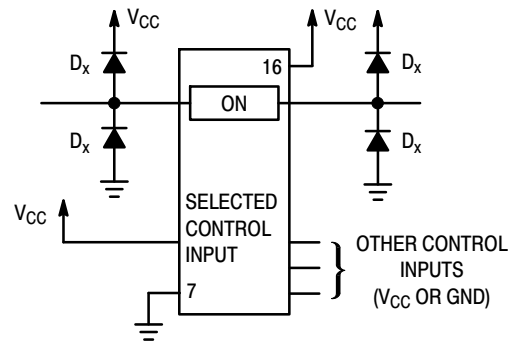 VCC
VCC
Dx
16
Dx
ON
Dx
Dx
VCC
SELECTED
CONTROL
INPUT
OTHER CONTROL
INPUTS
(VCC OR GND)
7